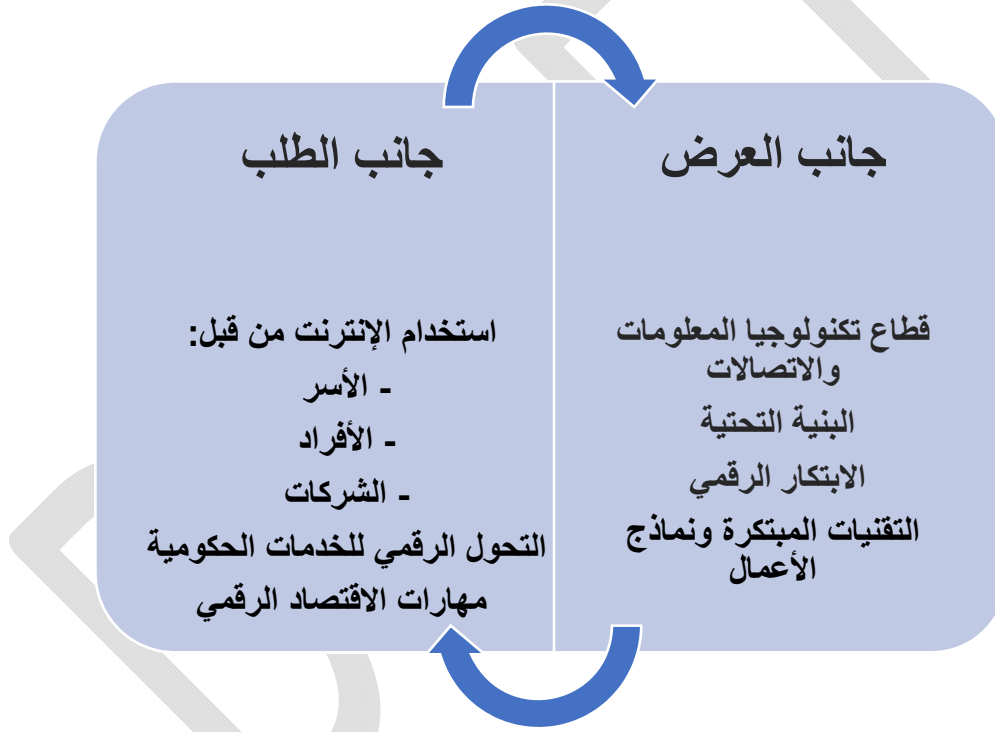 جانب العرض
قطاع تكنولوجيا المعلومات
والاتصالات
البنية التحتية
الابتكار الرقمي
التقنيات المبتكرة ونماذج
الأعمال
جانب الطلب
استخدام الإنترنت من قبل:
- الأسر
- الأفراد
- الشركات
التحول الرقمي للخدمات الحكومية
مهارات الاقتصاد الرقمي